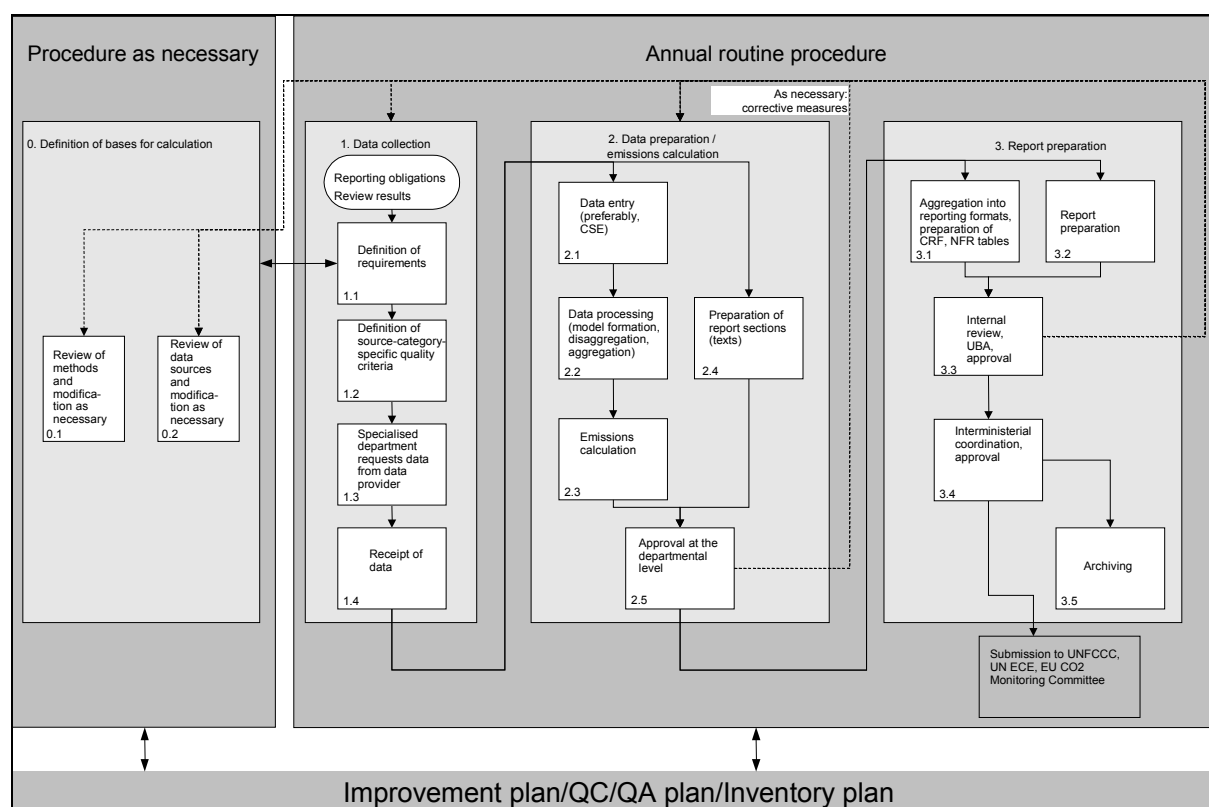 Procedure as necessary
Annual routine procedure
As necessary:
corrective measures
0. Definition of bases for calculation
Review of
methods
and
modifica-
tion as
necessary
0.1
Review of
data
sources
and
modifica-
tion as
necessary
0.2
1. Data collection
Reporting obligations
Review results
Definition of
requirements
1.1
Definition of
source-category-
specific quality
criteria
1.2
Specialised
department
requests data
from data
provider
1.3
Receipt of
data
1.4
2. Data preparation /
emissions calculation
Data entry
(preferably,
CSE)
2.1
Data processing
(model formation,
disaggregation,
aggregation)
2.2
Emissions
calculation
2.3
Preparation of
report sections
(texts)
2.4
Approval at the
departmental
level
2.5
3. Report preparation
Aggregation into
reporting formats,
preparation of
CRF, NFR tables
3.1
Report
preparation
3.2
Internal
review,
UBA,
approval
3.3
Interministerial
coordination,
approval
3.4
Archiving
3.5
Submission to UNFCCC,
UN ECE, EU CO2
Monitoring Committee
Improvement plan/QC/QA plan/Inventory plan